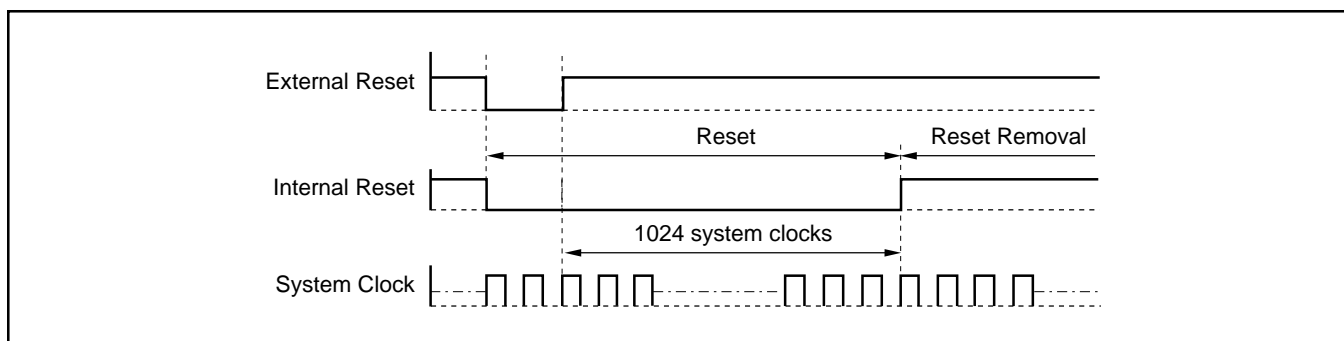 External Reset
Reset
Reset Removal
Internal Reset
1024 system clocks
System Clock